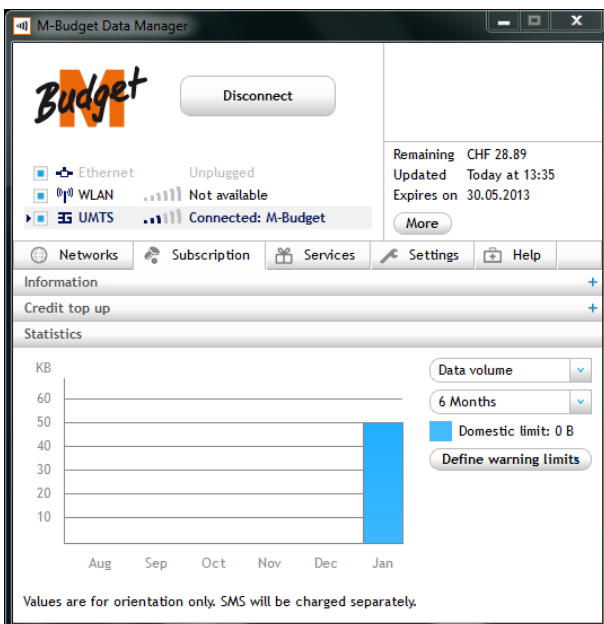 M-Budget Data Manager
M
Budget
Disconnect
Ethernet Unplugged
WLAN Not available
UMTS Connected: M-Budget
Remaining CHF 28.89
Updated Today at 13:35
Expires on 30.05.2013
More
Networks Subscription Services Settings Help
Information +
Credit top up +
Statistics
KB
60
50
40
30
20
10
Aug Sep Oct Nov Dec Jan
Data volume
6 Months
Domestic limit: 0 B
Define warning limits
Values are for orientation only. SMS will be charged separately.